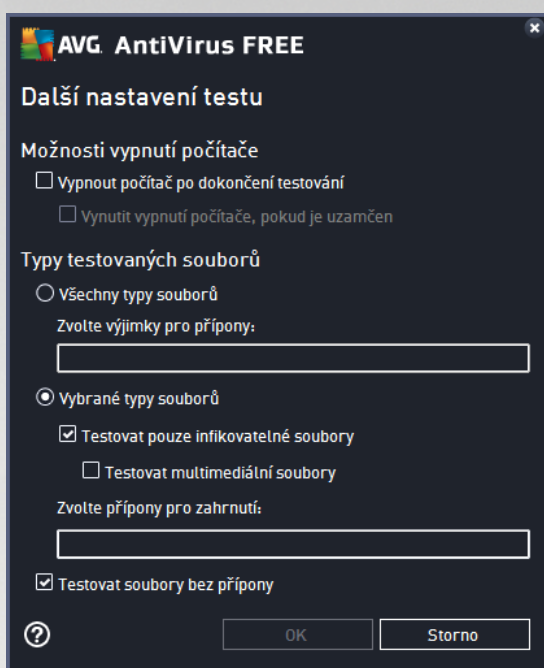 AVG AntiVirus FREE
Další nastavení testu
Možnosti vypnutí počítače
Vypnout počítač po dokončení testování
Vynutit vypnutí počítače, pokud je uzamčen
Typy testovaných souborů
Všechny typy souborů
Zvolte výjimky pro přípony:
Vybrané typy souborů
Testovat pouze infikovatelné soubory
Testovat multimediální soubory
Zvolte přípony pro zahrnutí:
Testovat soubory bez přípony
? OK Storno